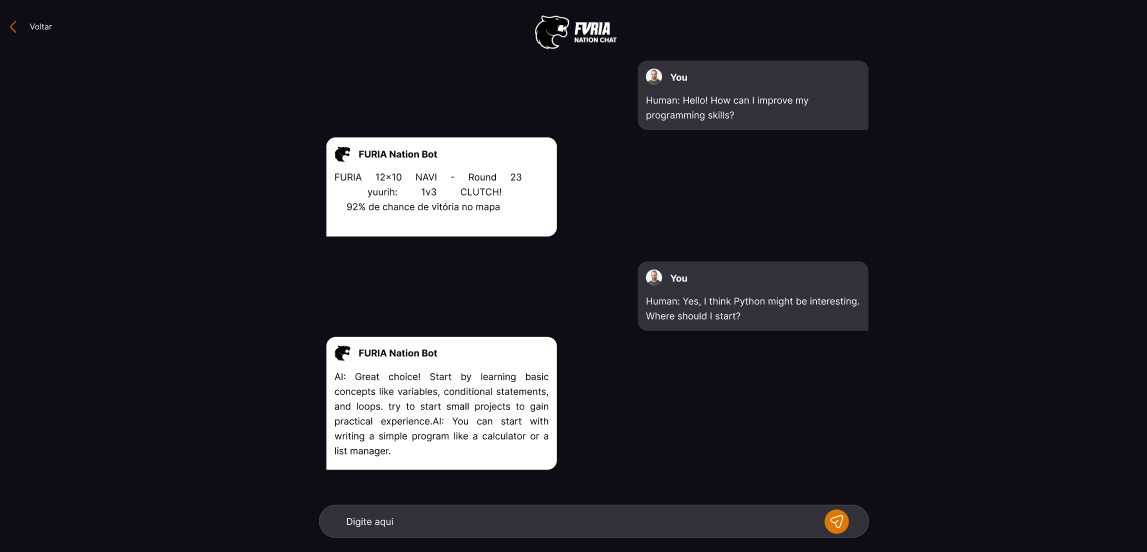 Voltar
FURIA
NATION CHAT
You
Human: Hello! How can I improve my
programming skills?
FURIA Nation Bot
FURIA 12x10 NAVI - Round 23
yuurih: 1v3 CLUTCH!
92% de chance de vitória no mapa
You
Human: Yes, I think Python might be interesting.
Where should I start?
FURIA Nation Bot
AI: Great choice! Start by learning basic
concepts like variables, conditional statements,
and loops. try to start small projects to gain
practical experience.AI: You can start with
writing a simple program like a calculator or a
list manager.
Digite aqui